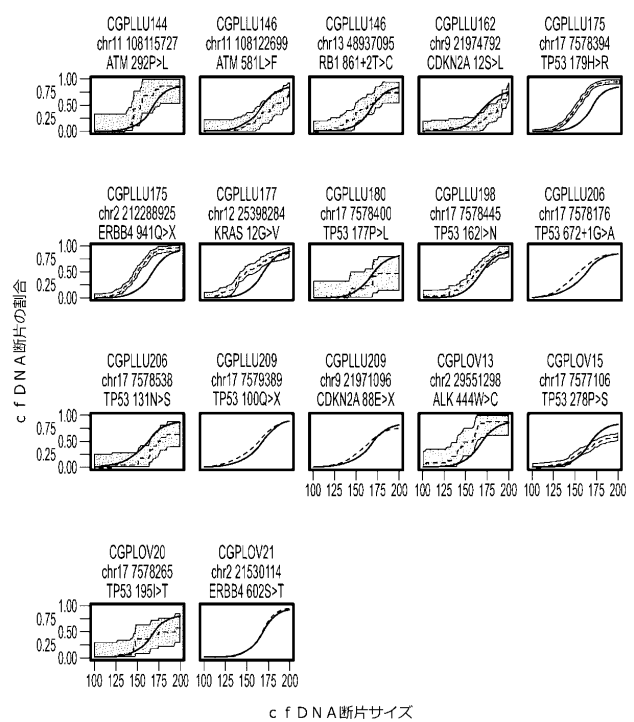 CGPLLU144 CGPLLU146 CGPLLU146 CGPLLU162 CGPLLU175
chr11 108115727 chr11 108122699 chr13 48937095 chr9 21974792 chr17 7578394
ATM 292P>L ATM 581L>F RB1 861+2T>C CDKN2A 12S>L TP53 179H>R
1.00
0.75
0.50
0.25
0.00
CGPLLU175 CGPLLU177 CGPLLU180 CGPLLU198 CGPLLU206
chr2 212288925 chr12 25398284 chr17 7578400 chr17 7578445 chr17 7578176
ERBB4 941Q>X KRAS 12G>V TP53 177P>L TP53 162I>N TP53 672+1G>A
1.00
0.75
0.50
0.25
0.00
ｃｆＤＮＡ断片の割合
CGPLLU206 CGPLLU209 CGPLLU209 CGPLOV13 CGPLOV15
chr17 7578538 chr17 7579389 chr9 21971096 chr2 29551298 chr17 7577106
TP53 131N>S TP53 100Q>X CDKN2A 88E>X ALK 444W>C TP53 278P>S
1.00
0.75
0.50
0.25
0.00
100 125 150 175 200 100 125 150 175 200 100 125 150 175 200
CGPLOV20 CGPLOV21
chr17 7578265 chr2 21530114
TP53 195I>T ERBB4 602S>T
1.00
0.75
0.50
0.25
0.00
100 125 150 175 200 100 125 150 175 200
ｃｆＤＮＡ断片サイズ